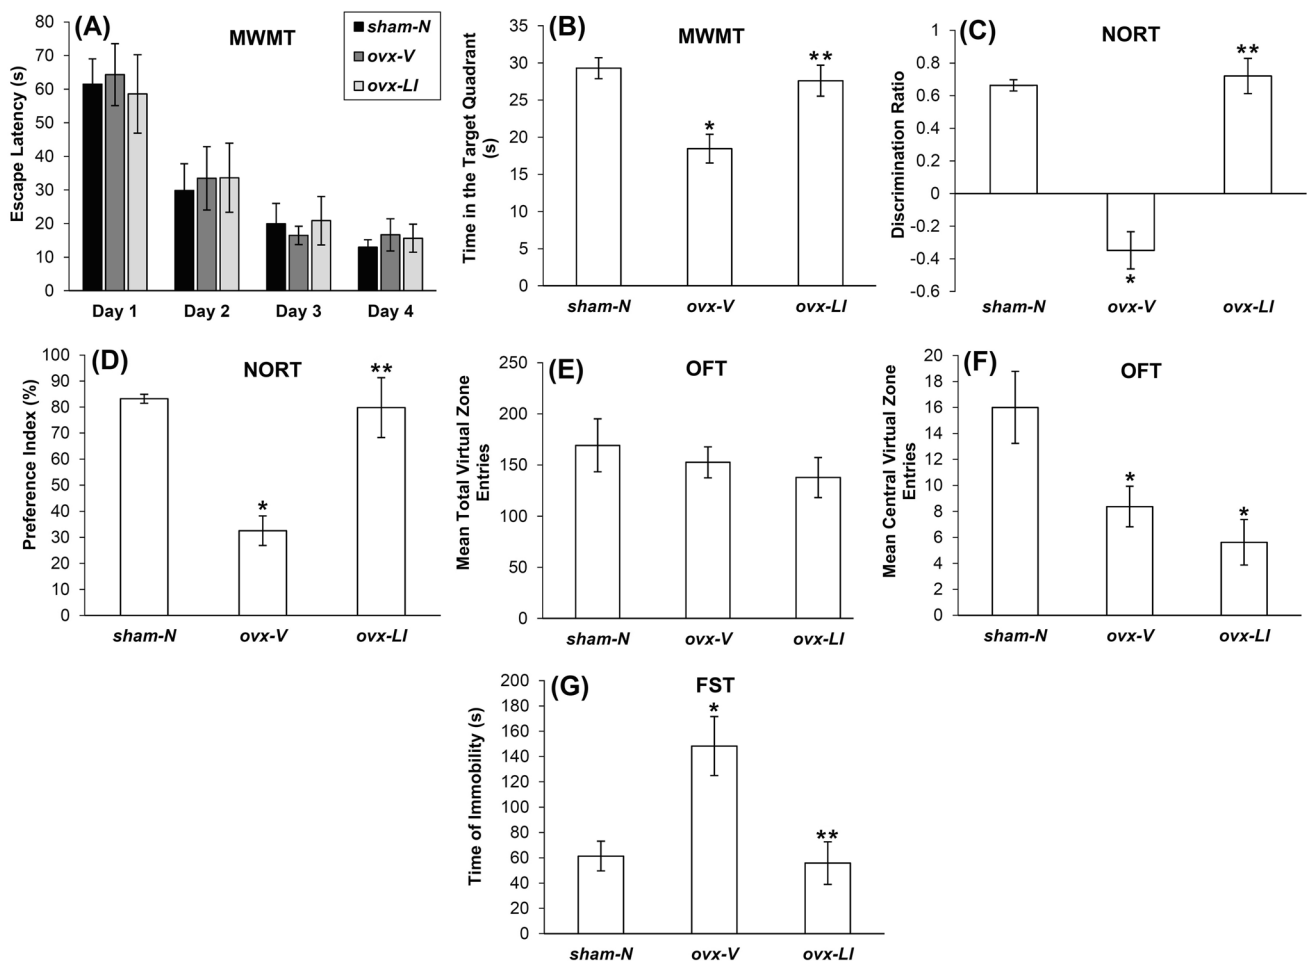 (A)
MWMT
sham-N
ovx-V
ovx-LI
Escape Latency (s)
80
70
60
50
40
30
20
10
0
Day 1
Day 2
Day 3
Day 4
(B)
MWMT
Time in the Target Quadrant
(s)
35
30
25
20
15
10
5
0
*
**
sham-N
ovx-V
ovx-LI
(C)
NORT
Discrimination Ratio
1
0.8
0.6
0.4
0.2
0
-0.2
-0.4
-0.6
*
**
sham-N
ovx-V
ovx-LI
(D)
NORT
Preference Index (%)
100
90
80
70
60
50
40
30
20
10
0
*
**
sham-N
ovx-V
ovx-LI
(E)
OFT
Mean Total Virtual Zone
Entries
250
200
150
100
50
0
sham-N
ovx-V
ovx-LI
(F)
OFT
Mean Central Virtual Zone
Entries
20
18
16
14
12
10
8
6
4
2
0
*
*
sham-N
ovx-V
ovx-LI
(G)
FST
Time of Immobility (s)
200
180
160
140
120
100
80
60
40
20
0
*
**
sham-N
ovx-V
ovx-LI